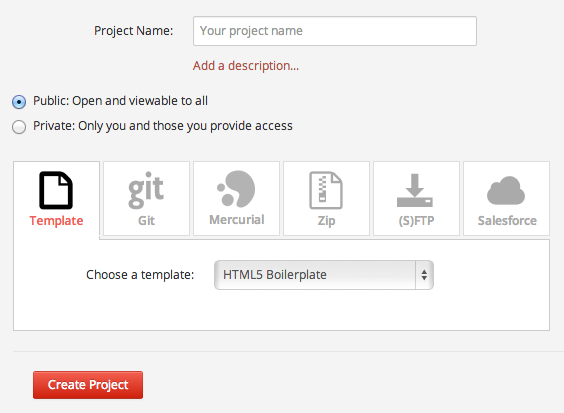 Project Name: Your project name
Add a description...
Public: Open and viewable to all
Private: Only you and those you provide access
git
Template Git Mercurial Zip (S)FTP Salesforce
Choose a template: HTML5 Boilerplate
Create Project